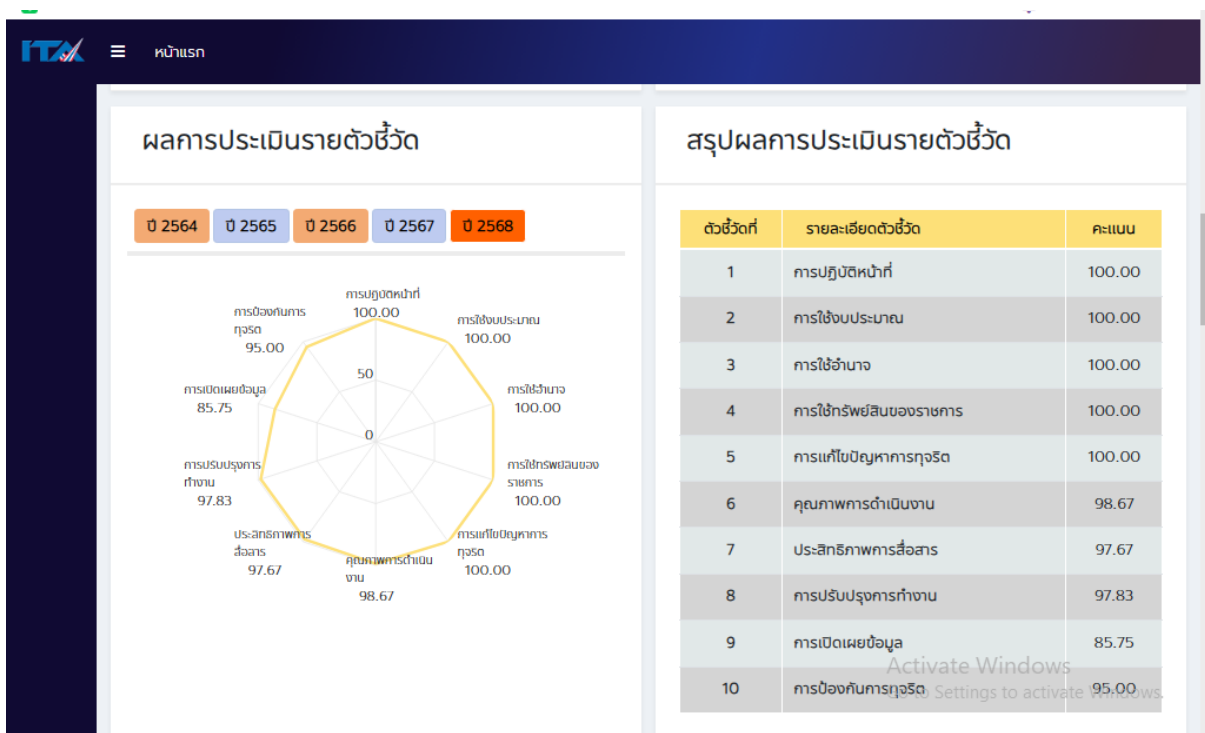 ITA หน้าแรก
ผลการประเมินรายตัวชี้วัด
ปี 2564 ปี 2565 ปี 2566 ปี 2567 ปี 2568
การปฏิบัติหน้าที่
100.00
การใช้งบประมาณ
100.00
การใช้อำนาจ
100.00
การใช้ทรัพย์สินของ
ราชการ
100.00
การแก้ไขปัญหาการ
ทุจริต
100.00
คุณภาพการดำเนิน
งาน
98.67
ประสิทธิภาพการ
สื่อสาร
97.67
การปรับปรุงการ
ทำงาน
97.83
การเปิดเผยข้อมูล
85.75
การป้องกันการ
ทุจริต
95.00
50
0
สรุปผลการประเมินรายตัวชี้วัด
ตัวชี้วัดที่ รายละเอียดตัวชี้วัด คะแนน
1 การปฏิบัติหน้าที่ 100.00
2 การใช้งบประมาณ 100.00
3 การใช้อำนาจ 100.00
4 การใช้ทรัพย์สินของราชการ 100.00
5 การแก้ไขปัญหาการทุจริต 100.00
6 คุณภาพการดำเนินงาน 98.67
7 ประสิทธิภาพการสื่อสาร 97.67
8 การปรับปรุงการทำงาน 97.83
9 การเปิดเผยข้อมูล 85.75
10 การป้องกันการทุจริต 95.00
Activate Windows
Go to Settings to activate Windows.